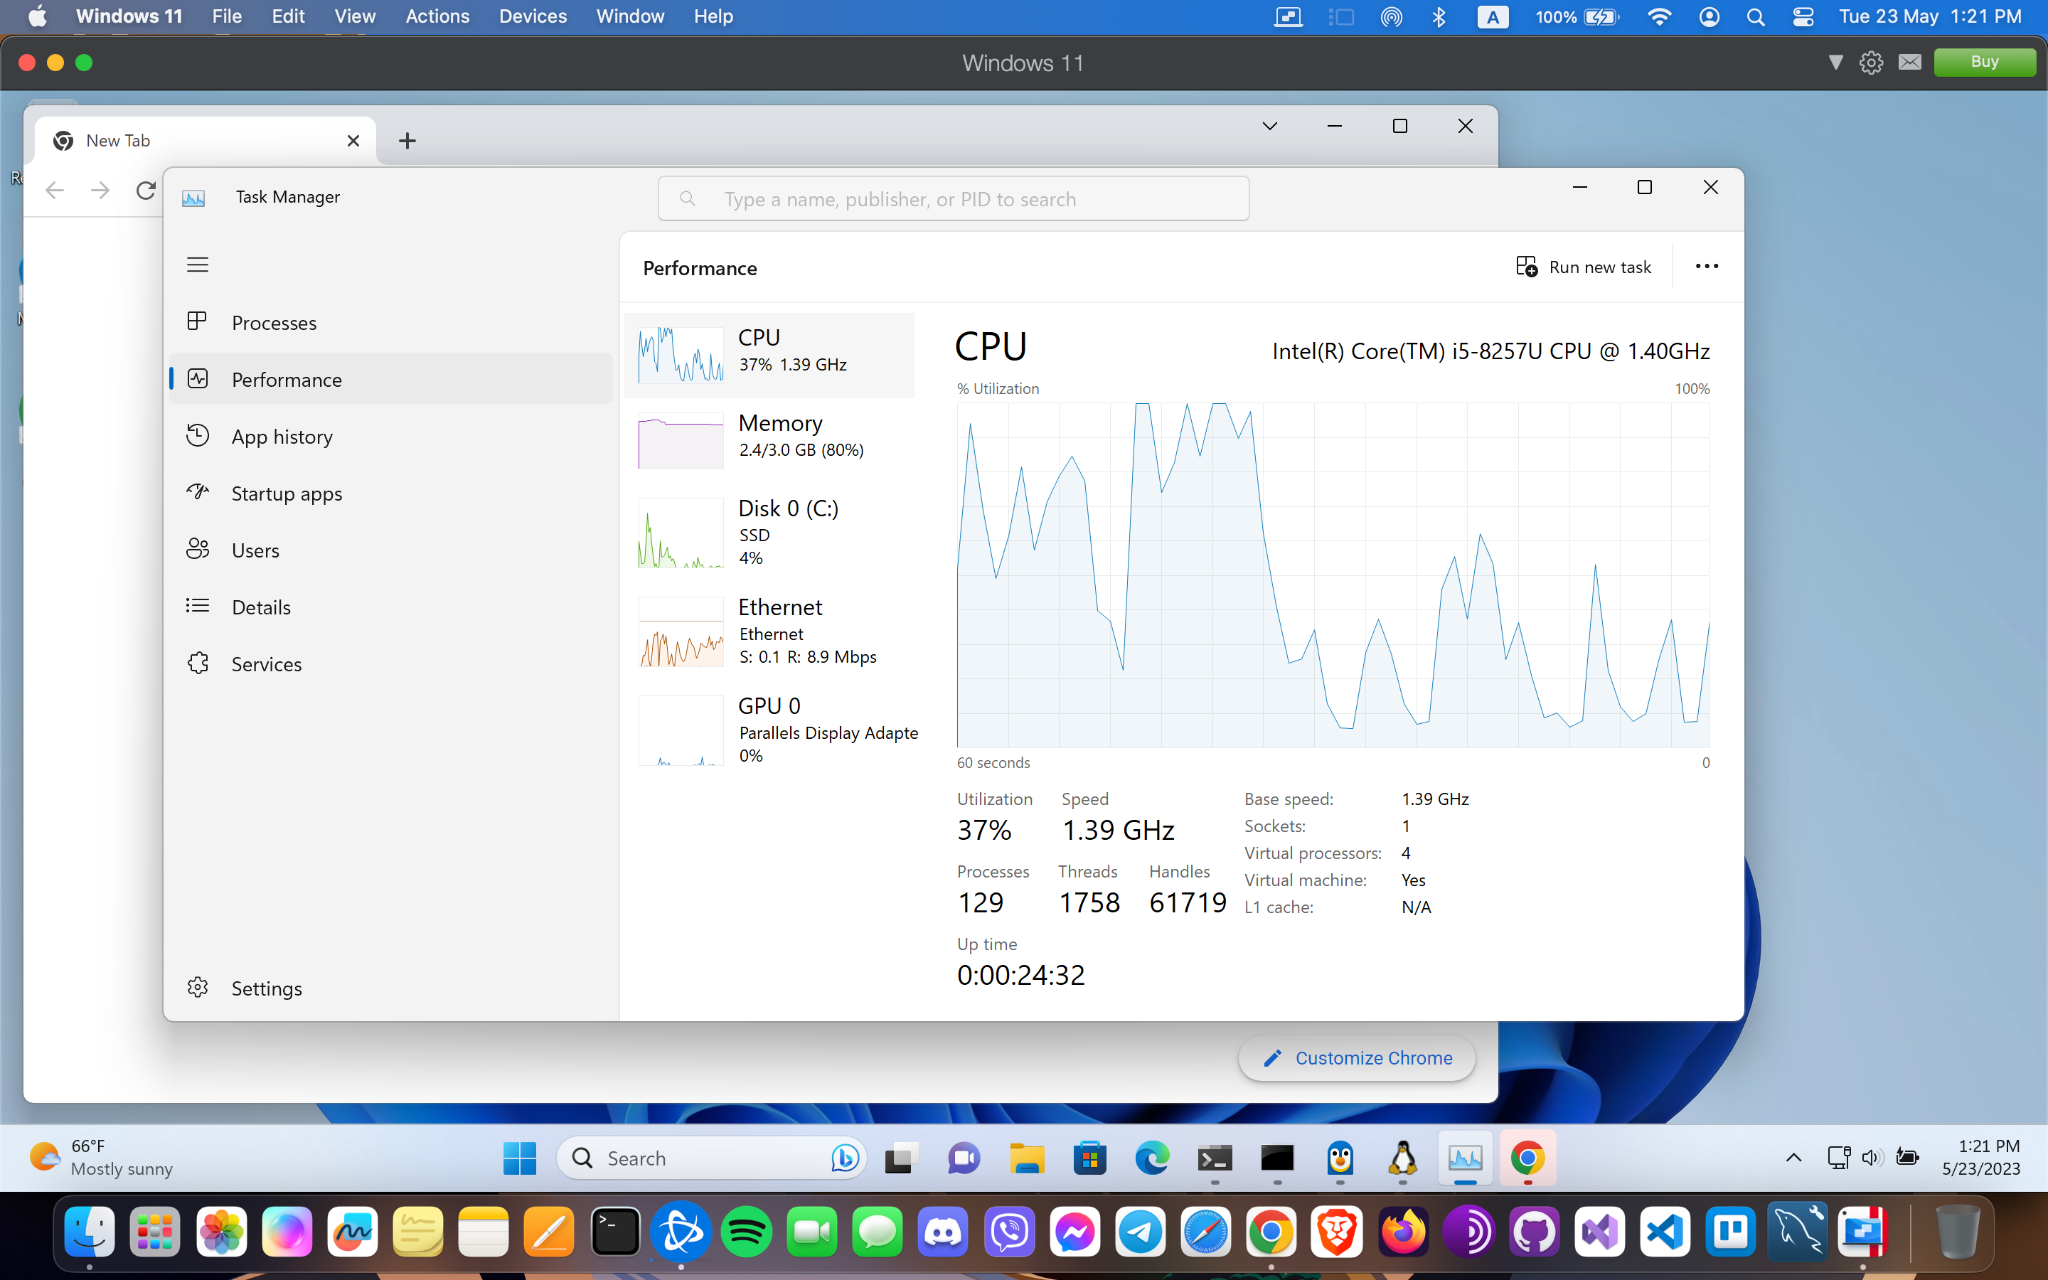 Windows 11 File Edit View Actions Devices Window Help A 100% Tue 23 May 1:21 PM
Windows 11
Buy
New Tab
Task Manager
Type a name, publisher, or PID to search
Performance
Run new task
Processes
Performance
App history
Startup apps
Users
Details
Services
Settings
CPU
37% 1.39 GHz
Memory
2.4/3.0 GB (80%)
Disk 0 (C:)
SSD
4%
Ethernet
Ethernet
S: 0.1 R: 8.9 Mbps
GPU 0
Parallels Display Adapte
0%
CPU
Intel(R) Core(TM) i5-8257U CPU @ 1.40GHz
% Utilization
100%
60 seconds
0
Utilization Speed
37% 1.39 GHz
Processes Threads Handles
129 1758 61719
Up time
0:00:24:32
Base speed: 1.39 GHz
Sockets: 1
Virtual processors: 4
Virtual machine: Yes
L1 cache: N/A
Customize Chrome
66°F
Mostly sunny
Search
1:21 PM
5/23/2023